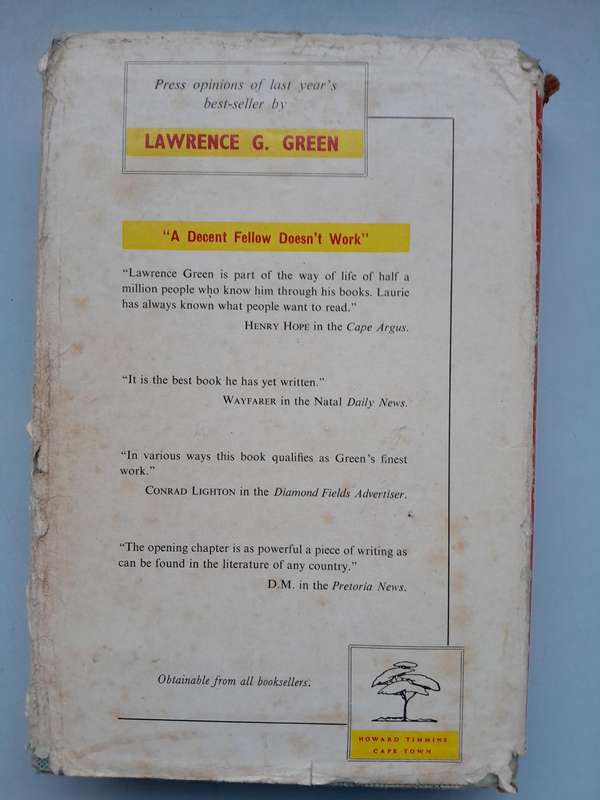 Press opinions of last year's
best-seller by
LAWRENCE G. GREEN
"A Decent Fellow Doesn't Work"
"Lawrence Green is part of the way of life of half a
million people who know him through his books. Laurie
has always known what people want to read."
HENRY HOPE in the Cape Argus.
"It is the best book he has yet written."
WAYFARER in the Natal Daily News.
"In various ways this book qualifies as Green's finest
work."
CONRAD LIGHTON in the Diamond Fields Advertiser.
"The opening chapter is as powerful a piece of writing as
can be found in the literature of any country."
D.M. in the Pretoria News.
Obtainable from all booksellers.
HOWARD TIMMINS
CAPE TOWN